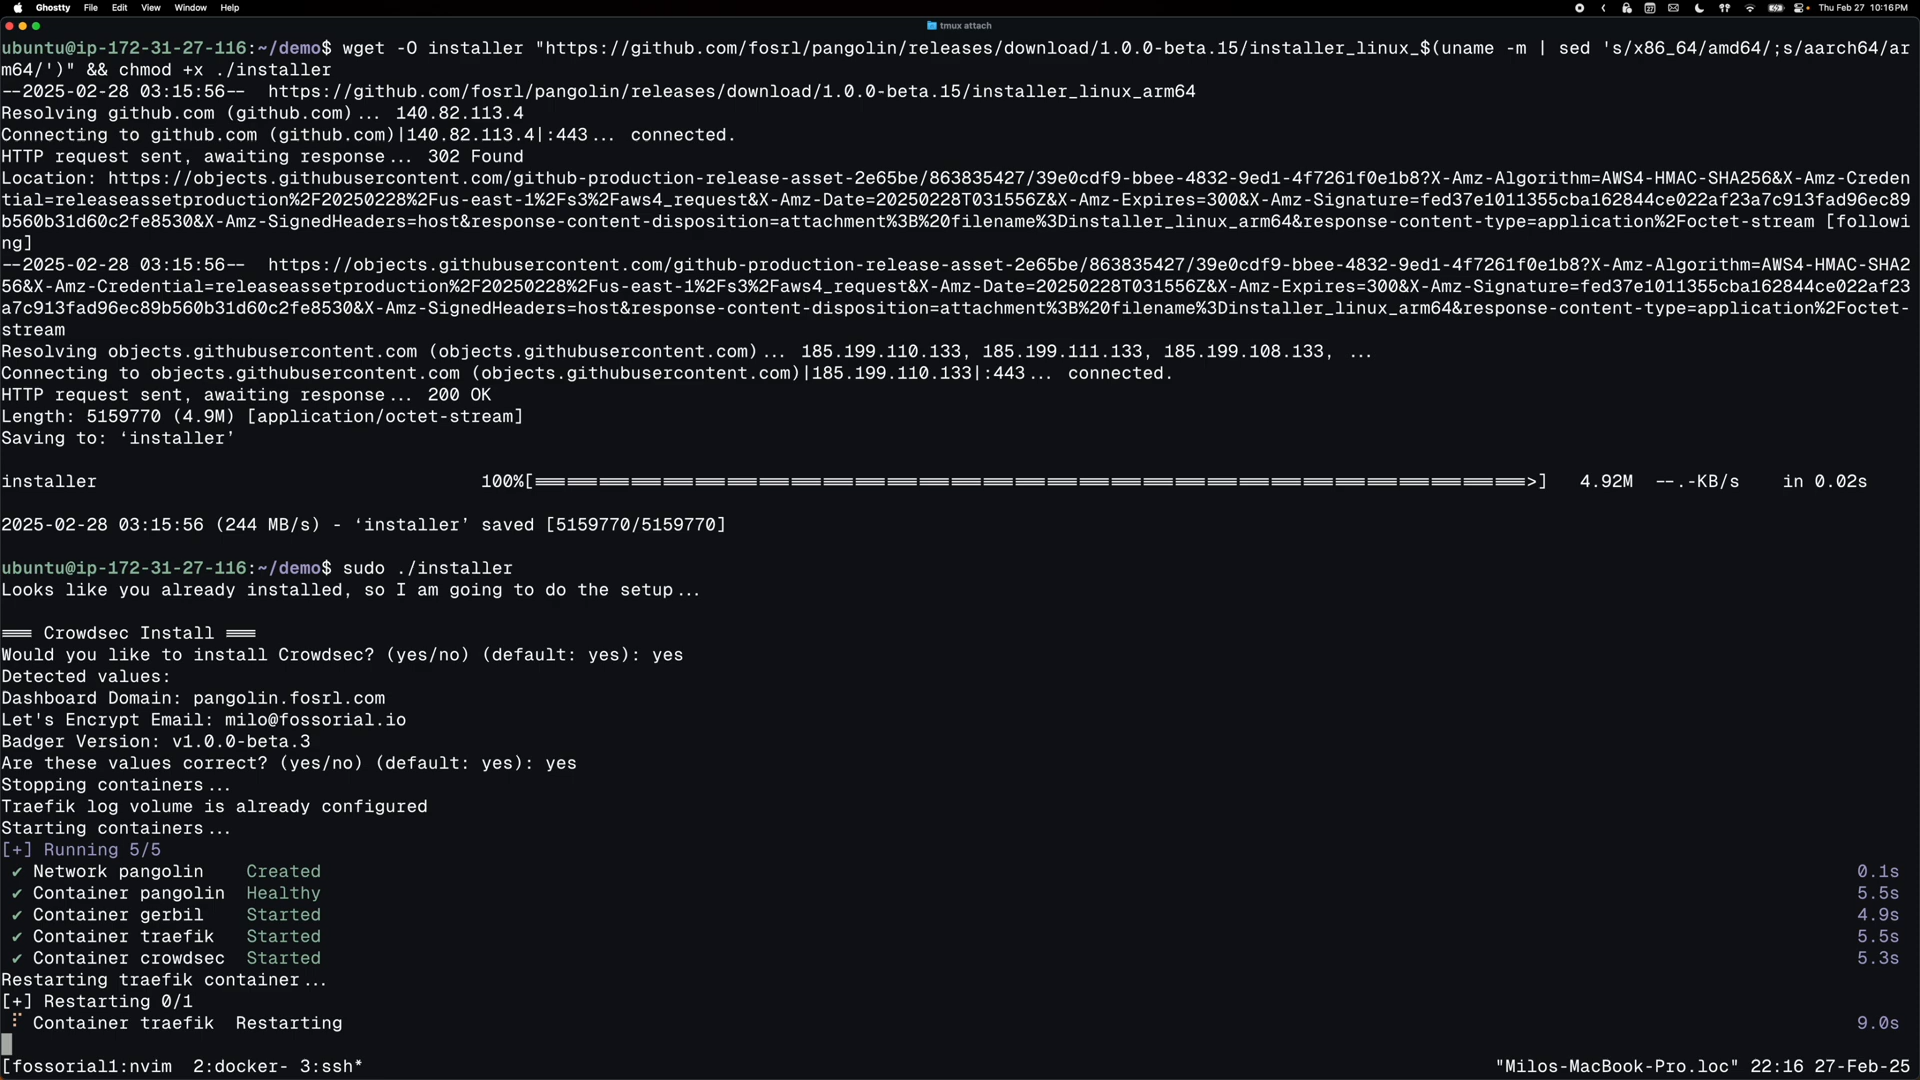 Ghostty File Edit View Window Help Thu Feb 27 10:16 PM
tmux attach
ubuntu@ip-172-31-27-116:~/demo$ wget -O installer "https://github.com/fosrl/pangolin/releases/download/1.0.0-beta.15/installer_linux_$(uname -m | sed 's/x86_64/amd64/;s/aarch64/ar
m64/')" && chmod +x ./installer
--2025-02-28 03:15:56-- https://github.com/fosrl/pangolin/releases/download/1.0.0-beta.15/installer_linux_arm64
Resolving github.com (github.com)... 140.82.113.4
Connecting to github.com (github.com)|140.82.113.4|:443... connected.
HTTP request sent, awaiting response... 302 Found
Location: https://objects.githubusercontent.com/github-production-release-asset-2e65be/863835427/39e0cdf9-bbee-4832-9ed1-4f7261f0e1b8?X-Amz-Algorithm=AWS4-HMAC-SHA256&X-Amz-Creden
tial=releaseassetproduction%2F20250228%2Fus-east-1%2Fs3%2Faws4_request&X-Amz-Date=20250228T031556Z&X-Amz-Expires=300&X-Amz-Signature=fed37e1011355cba162844ce022af23a7c913fad96ec89
b560b31d60c2fe8530&X-Amz-SignedHeaders=host&response-content-disposition=attachment%3B%20filename%3Dinstaller_linux_arm64&response-content-type=application%2Foctet-stream [followi
ng]
--2025-02-28 03:15:56-- https://objects.githubusercontent.com/github-production-release-asset-2e65be/863835427/39e0cdf9-bbee-4832-9ed1-4f7261f0e1b8?X-Amz-Algorithm=AWS4-HMAC-SHA2
56&X-Amz-Credential=releaseassetproduction%2F20250228%2Fus-east-1%2Fs3%2Faws4_request&X-Amz-Date=20250228T031556Z&X-Amz-Expires=300&X-Amz-Signature=fed37e1011355cba162844ce022af23
a7c913fad96ec89b560b31d60c2fe8530&X-Amz-SignedHeaders=host&response-content-disposition=attachment%3B%20filename%3Dinstaller_linux_arm64&response-content-type=application%2Foctet-
stream
Resolving objects.githubusercontent.com (objects.githubusercontent.com)... 185.199.110.133, 185.199.111.133, 185.199.108.133, ...
Connecting to objects.githubusercontent.com (objects.githubusercontent.com)|185.199.110.133|:443... connected.
HTTP request sent, awaiting response... 200 OK
Length: 5159770 (4.9M) [application/octet-stream]
Saving to: ‘installer’
installer 100%[=============================================================================================>] 4.92M --.-KB/s in 0.02s
2025-02-28 03:15:56 (244 MB/s) - ‘installer’ saved [5159770/5159770]
ubuntu@ip-172-31-27-116:~/demo$ sudo ./installer
Looks like you already installed, so I am going to do the setup...
=== Crowdsec Install ===
Would you like to install Crowdsec? (yes/no) (default: yes): yes
Detected values:
Dashboard Domain: pangolin.fosrl.com
Let's Encrypt Email: milo@fossorial.io
Badger Version: v1.0.0-beta.3
Are these values correct? (yes/no) (default: yes): yes
Stopping containers...
Traefik log volume is already configured
Starting containers...
[+] Running 5/5
✔ Network pangolin Created 0.1s
✔ Container pangolin Healthy 5.5s
✔ Container gerbil Started 4.9s
✔ Container traefik Started 5.5s
✔ Container crowdsec Started 5.3s
Restarting traefik container...
[+] Restarting 0/1
Container traefik Restarting 9.0s
[fossorial1:nvim 2:docker- 3:ssh* "Milos-MacBook-Pro.loc" 22:16 27-Feb-25